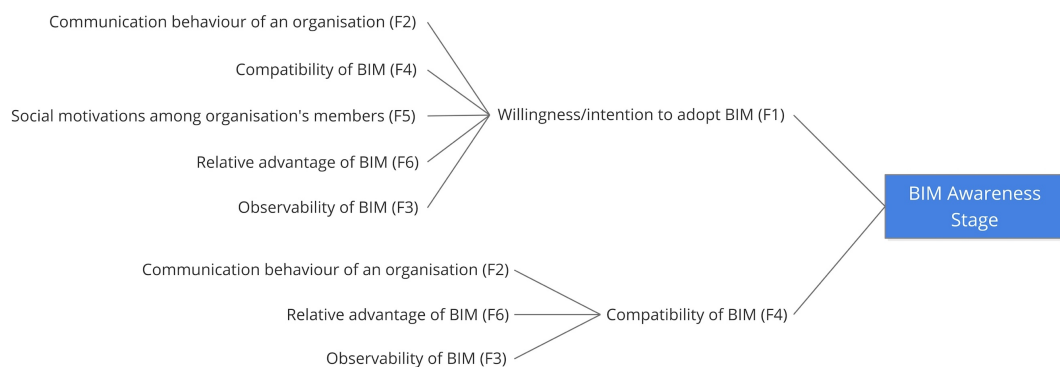 Communication behaviour of an organisation (F2)
Compatibility of BIM (F4)
Social motivations among organisation's members (F5)
Relative advantage of BIM (F6)
Observability of BIM (F3)
Willingness/intention to adopt BIM (F1)
BIM Awareness
Stage
Communication behaviour of an organisation (F2)
Relative advantage of BIM (F6)
Observability of BIM (F3)
Compatibility of BIM (F4)